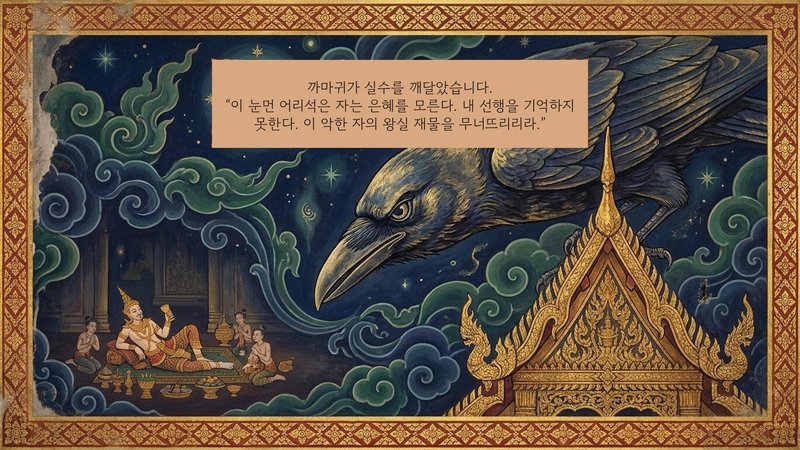 까마귀가 실수를 깨달았습니다.
“이 눈먼 어리석은 자는 은혜를 모른다. 내 선행을 기억하지
못한다. 이 악한 자의 왕실 재물을 무너뜨리리라.”